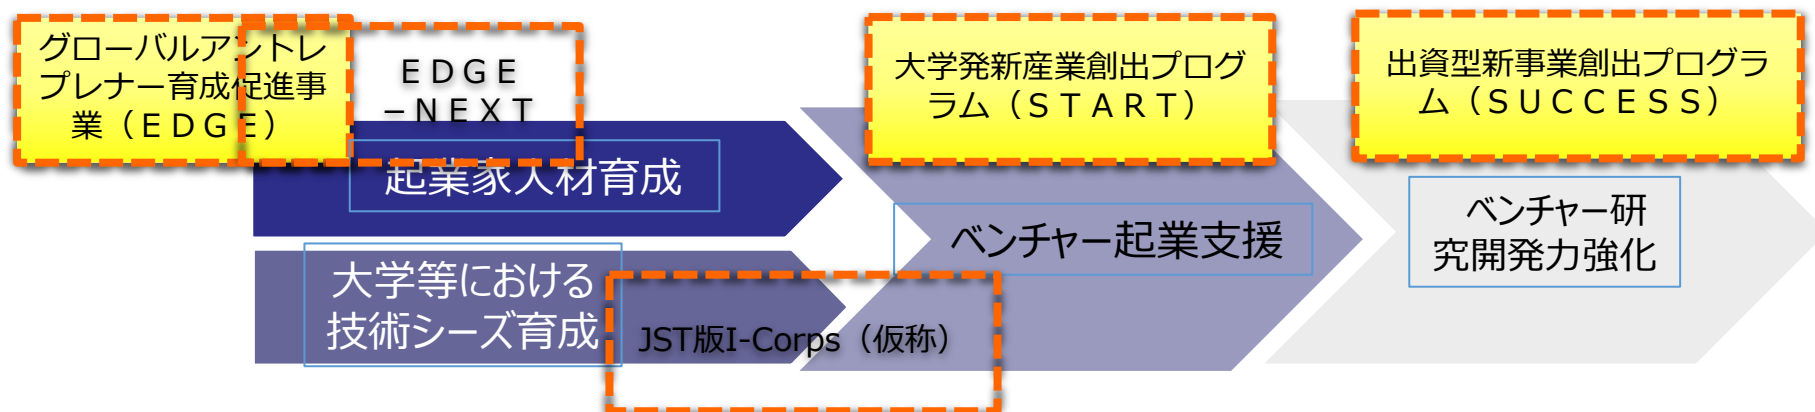 グローバルアントレ
プレナー育成促進事
業（ＥＤＧＥ）
ＥＤＧＥ
－ＮＥＸＴ
大学発新産業創出プログ
ラム（ＳＴＡＲＴ）
出資型新事業創出プログラ
ム（ＳＵＣＣＥＳＳ）
起業家人材育成
ベンチャー起業支援
ベンチャー研
究開発力強化
大学等における
技術シーズ育成
JST版I-Corps（仮称）